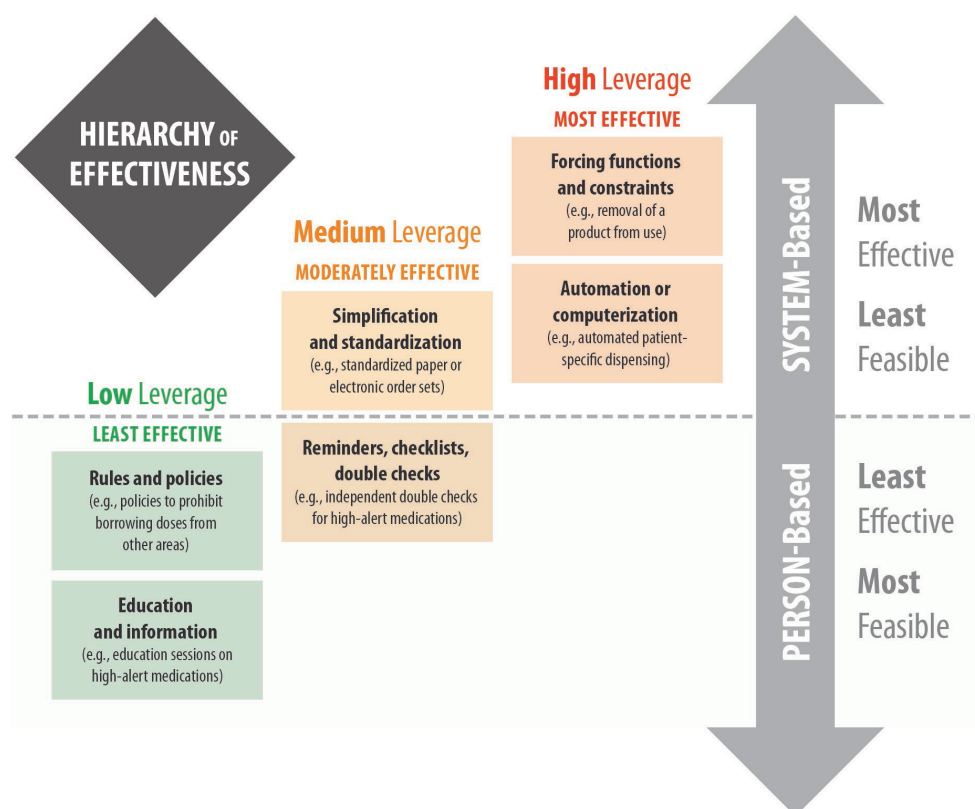 HIERARCHY OF
EFFECTIVENESS
High Leverage
MOST EFFECTIVE
Forcing functions
and constraints
(e.g., removal of a
product from use)
Automation or
computerization
(e.g., automated patient-
specific dispensing)
Medium Leverage
MODERATELY EFFECTIVE
Simplification
and standardization
(e.g., standardized paper or
electronic order sets)
Reminders, checklists,
double checks
(e.g., independent double checks
for high-alert medications)
Low Leverage
LEAST EFFECTIVE
Rules and policies
(e.g., policies to prohibit
borrowing doses from
other areas)
Education
and information
(e.g., education sessions on
high-alert medications)
SYSTEM-Based
Most
Effective
Least
Feasible
PERSON-Based
Least
Effective
Most
Feasible